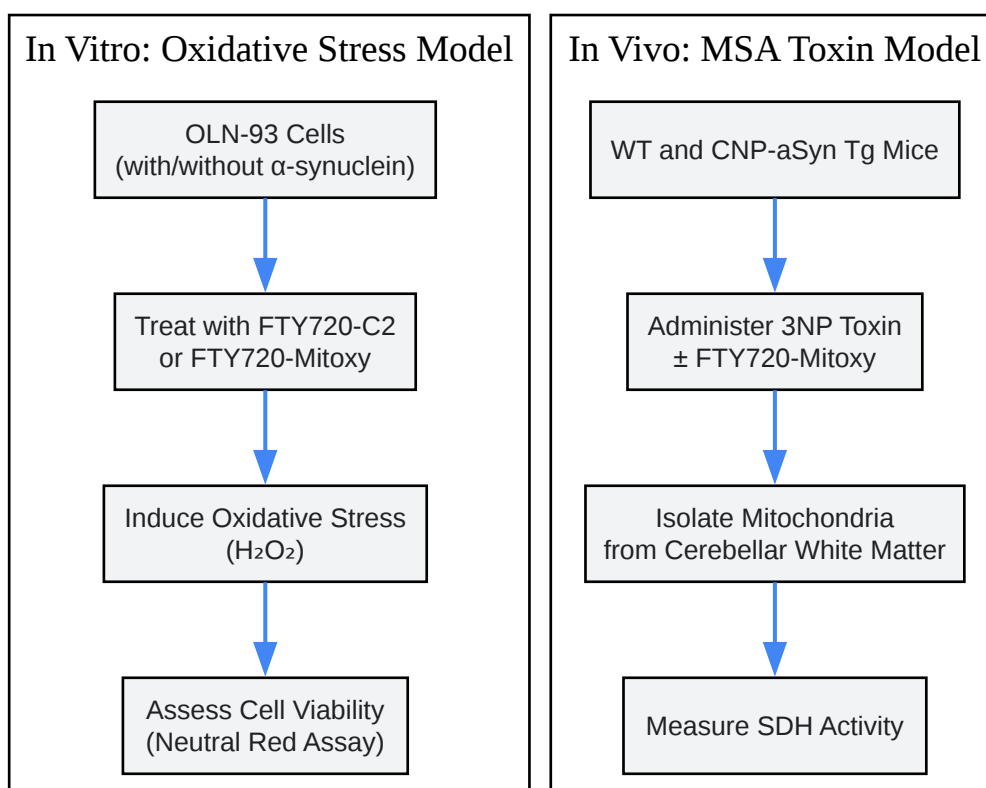 In Vitro: Oxidative Stress Model
OLN-93 Cells
(with/without α-synuclein)
Treat with FTY720-C2
or FTY720-Mitoxy
Induce Oxidative Stress
(H₂O₂)
Assess Cell Viability
(Neutral Red Assay)
In Vivo: MSA Toxin Model
WT and CNP-aSyn Tg Mice
Administer 3NP Toxin
± FTY720-Mitoxy
Isolate Mitochondria
from Cerebellar White Matter
Measure SDH Activity